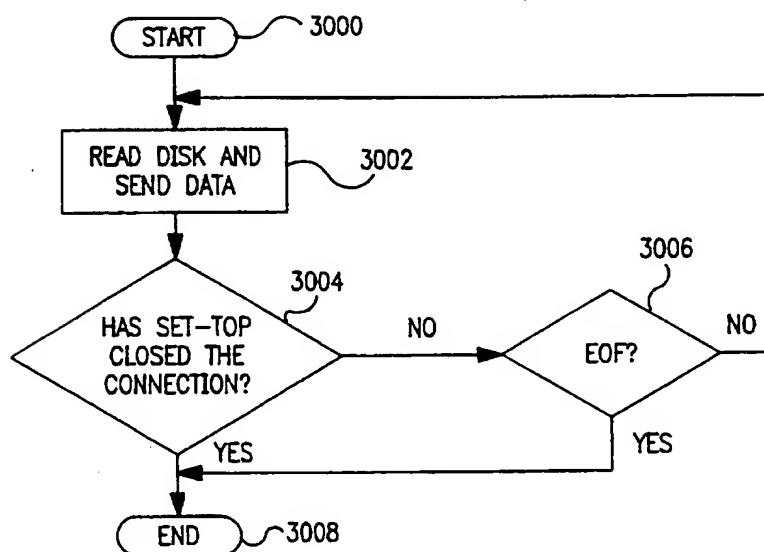 START
3000
READ DISK AND
SEND DATA
3002
HAS SET-TOP
CLOSED THE
CONNECTION?
3004
NO
EOF?
3006
NO
YES
YES
END
3008